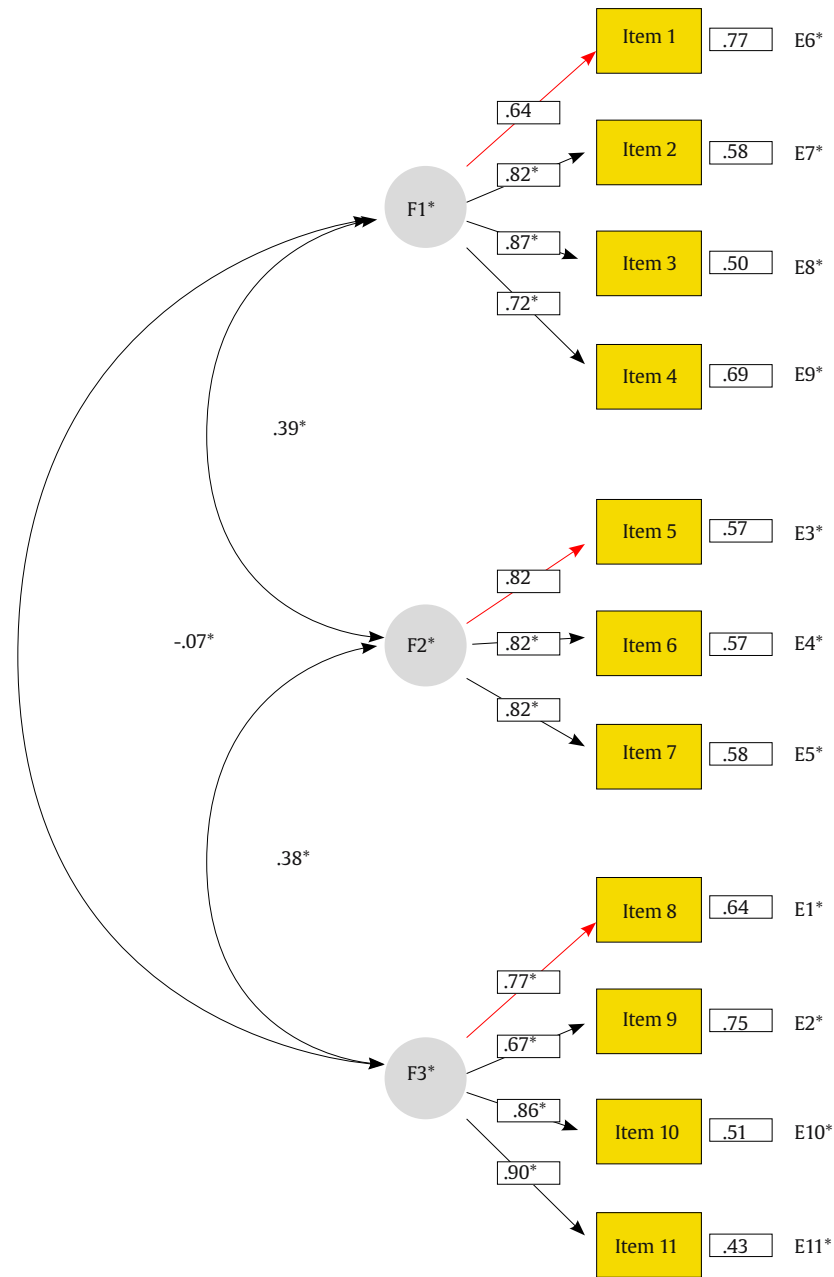 Item 1 .77 E6*
.64
Item 2 .58 E7*
.82*
F1*
.87*
Item 3 .50 E8*
.72*
Item 4 .69 E9*
.39*
Item 5 .57 E3*
.82
-.07*
F2*
.82*
Item 6 .57 E4*
.82*
Item 7 .58 E5*
.38*
Item 8 .64 E1*
.77*
Item 9 .75 E2*
.67*
F3*
.86*
Item 10 .51 E10*
.90*
Item 11 .43 E11*